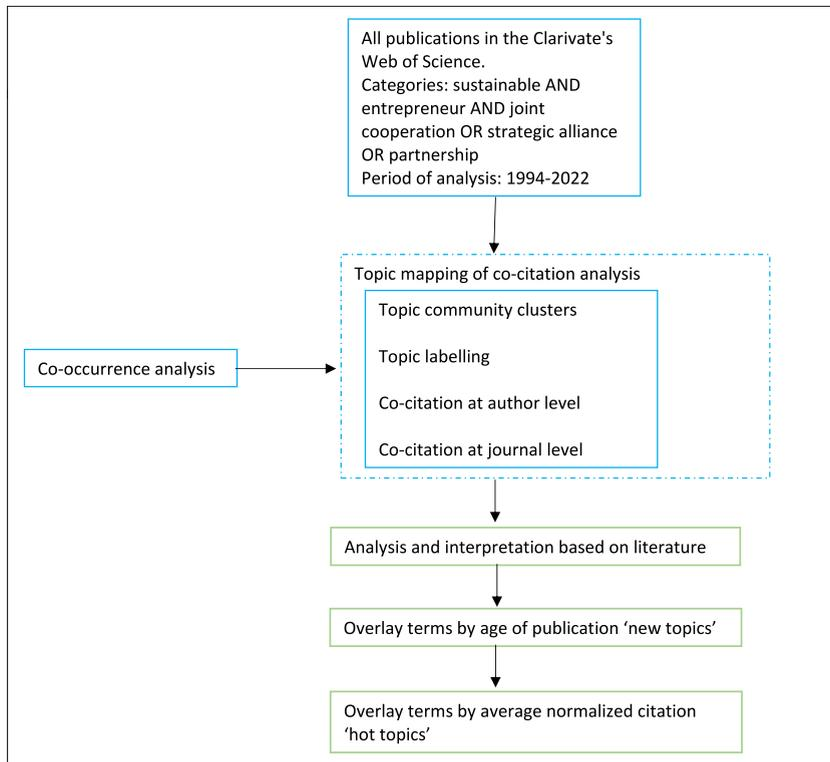 All publications in the Clarivate's
Web of Science.
Categories: sustainable AND
entrepreneur AND joint
cooperation OR strategic alliance
OR partnership
Period of analysis: 1994-2022
Topic mapping of co-citation analysis
Topic community clusters
Topic labelling
Co-citation at author level
Co-citation at journal level
Co-occurrence analysis
Analysis and interpretation based on literature
Overlay terms by age of publication ‘new topics’
Overlay terms by average normalized citation
‘hot topics’